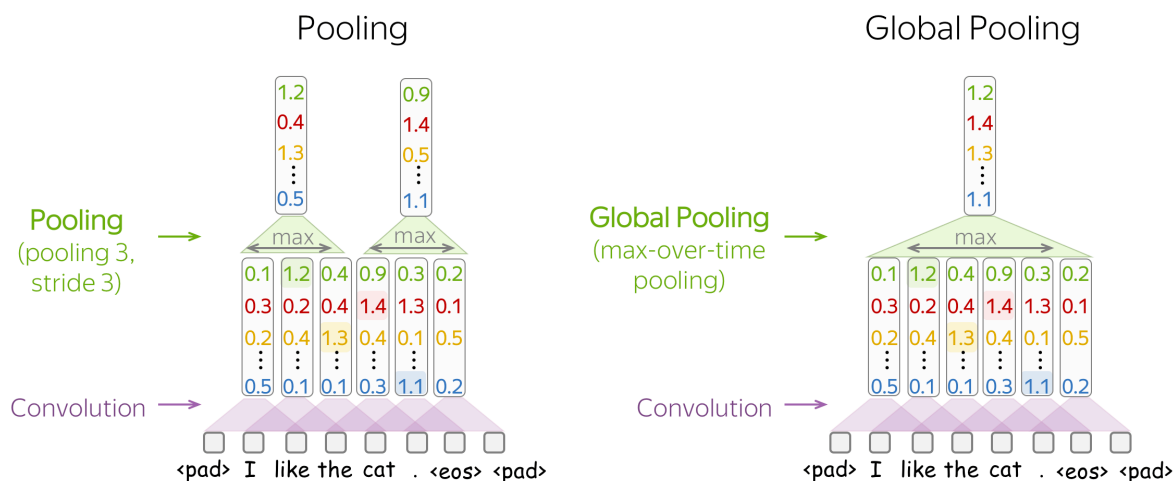 Pooling
1.2 0.9
0.4 1.4
1.3 0.5
0.5 1.1
Pooling
(pooling 3,
stride 3)
max max
0.1 1.2 0.4 0.9 0.3 0.2
0.3 0.2 0.4 1.4 1.3 0.1
0.2 0.4 1.3 0.4 0.1 0.5
0.5 0.1 0.1 0.3 1.1 0.2
Convolution
<pad> I like the cat . <eos> <pad>
Global Pooling
1.2
1.4
1.3
1.1
Global Pooling
(max-over-time
pooling)
max
0.1 1.2 0.4 0.9 0.3 0.2
0.3 0.2 0.4 1.4 1.3 0.1
0.2 0.4 1.3 0.4 0.1 0.5
0.5 0.1 0.1 0.3 1.1 0.2
Convolution
<pad> I like the cat . <eos> <pad>